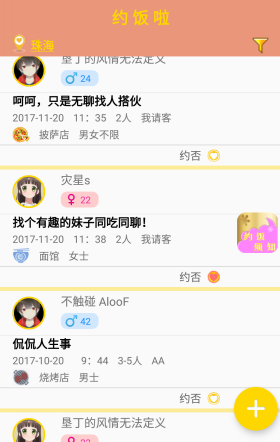 约饭啦
珠海
垦丁的风情无法定义
♂ 24
呵呵，只是无聊找人搭伙
2017-11-20 11：35 2人 我请客
披萨店 男女不限
约否
灾星s
♀ 22
找个有趣的妹子同吃同聊！
2017-11-20 11：38 2人 我请客
面馆 女士
约饭
须知
约否
不触碰 AlooF
♂ 42
侃侃人生事
2017-10-20 9：44 3-5人 AA
烧烤店 男士
约否
垦丁的风情无法定义